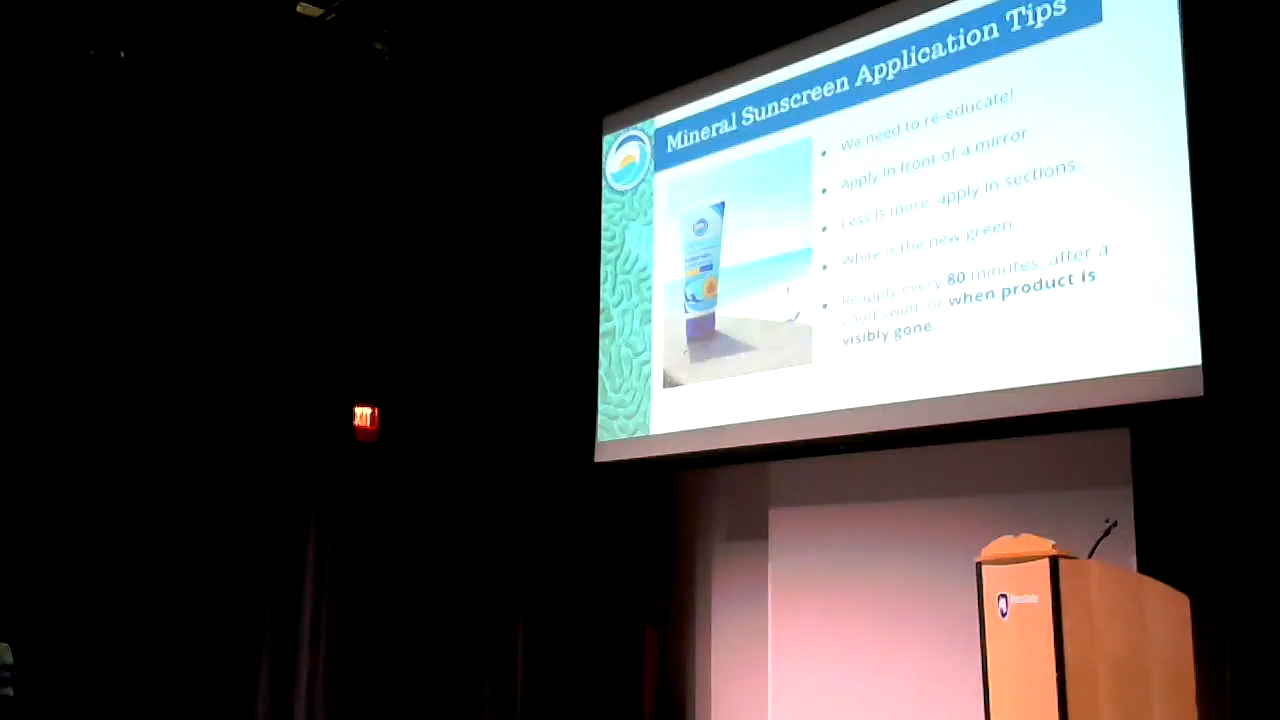 Mineral Sunscreen Application Tips
We need to re-educate!
Apply in front of a mirror
Less is more, apply in sections.
White is the new green
Reapply every 80 minutes, after a
good swim, or when product is
visibly gone.
EXIT
PennState